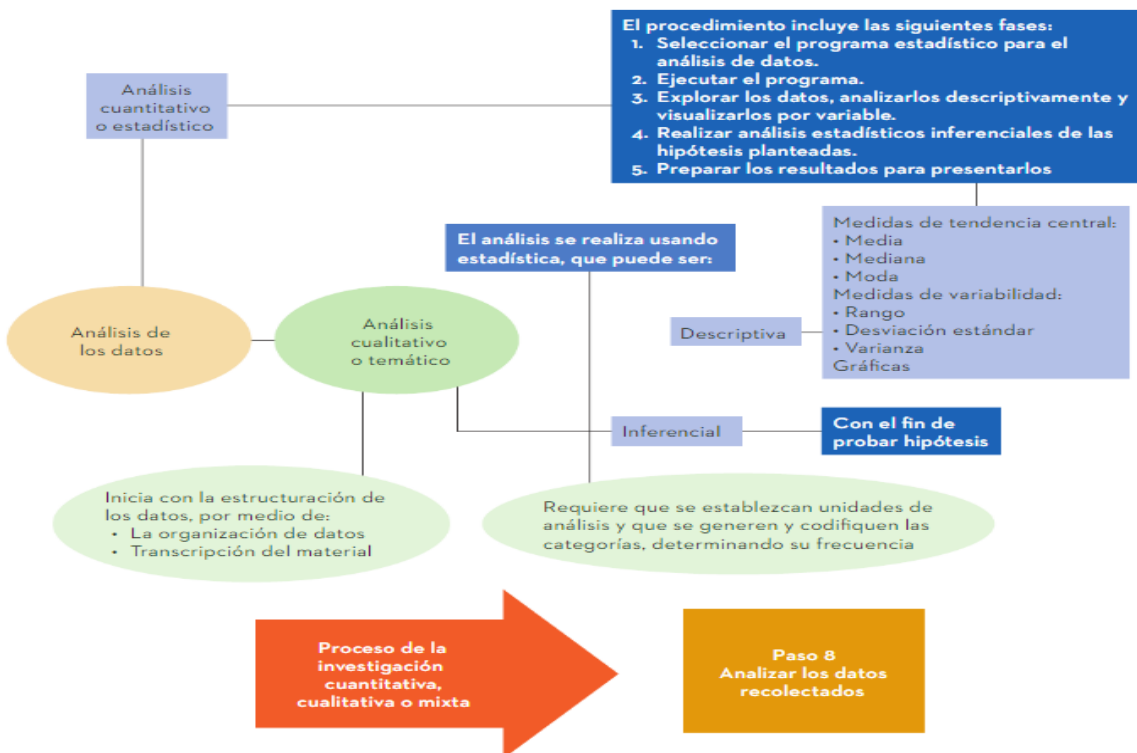 El procedimiento incluye las siguientes fases:
1. Seleccionar el programa estadístico para el
análisis de datos.
2. Ejecutar el programa.
3. Explorar los datos, analizarlos descriptivamente y
visualizarlos por variable.
4. Realizar análisis estadísticos inferenciales de las
hipótesis planteadas.
5. Preparar los resultados para presentarlos
Análisis
cuantitativo
o estadístico
El análisis se realiza usando
estadística, que puede ser:
Medidas de tendencia central:
• Media
• Mediana
• Moda
Medidas de variabilidad:
• Rango
• Desviación estándar
• Varianza
Gráficas
Descriptiva
Análisis de
los datos
Análisis
cualitativo
o temático
Inferencial
Con el fin de
probar hipótesis
Inicia con la estructuración de
los datos, por medio de:
• La organización de datos
• Transcripción del material
Requiere que se establezcan unidades de
análisis y que se generen y codifiquen las
categorías, determinando su frecuencia
Proceso de la
investigación
cuantitativa,
cualitativa o mixta
Paso 8
Analizar los datos
recolectados